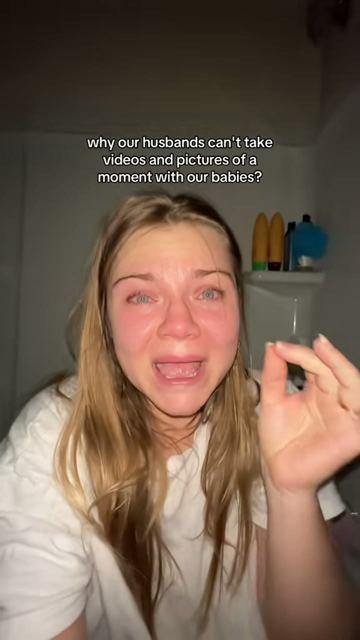 why our husbands can't take
videos and pictures of a
moment with our babies?